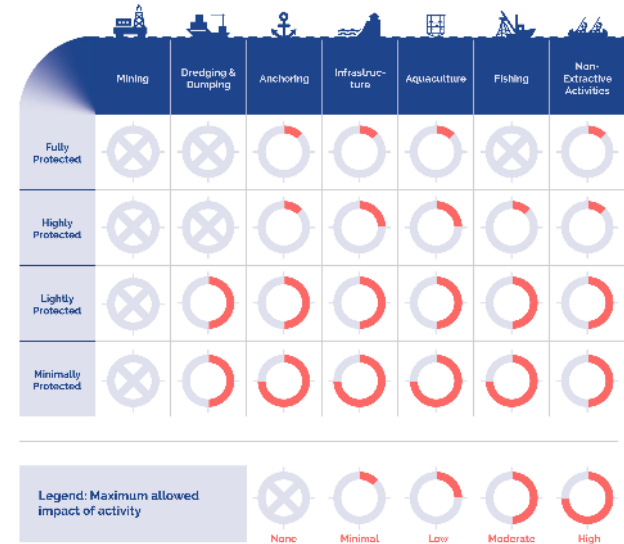 Mining
Dredging &
Dumping
Anchoring
Infrastruc-
ture
Aquaculture
Fishing
Non-
Extractive
Activities
Fully
Protected
Highly
Protected
Lightly
Protected
Minimally
Protected
Legend: Maximum allowed
impact of activity
None
Minimal
Low
Moderate
High